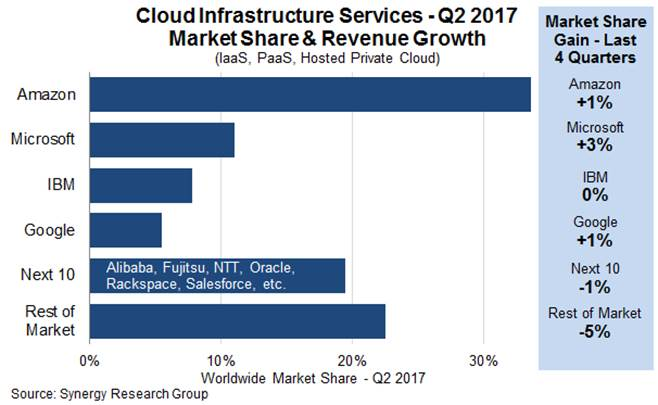 Cloud Infrastructure Services - Q2 2017
Market Share & Revenue Growth
(IaaS, PaaS, Hosted Private Cloud)
Amazon
Microsoft
IBM
Google
Next 10
Alibaba, Fujitsu, NTT, Oracle,
Rackspace, Salesforce, etc.
Rest of
Market
0%
10%
20%
30%
Worldwide Market Share - Q2 2017
Source: Synergy Research Group
Market Share
Gain - Last
4 Quarters
Amazon
+1%
Microsoft
+3%
IBM
0%
Google
+1%
Next 10
-1%
Rest of Market
-5%